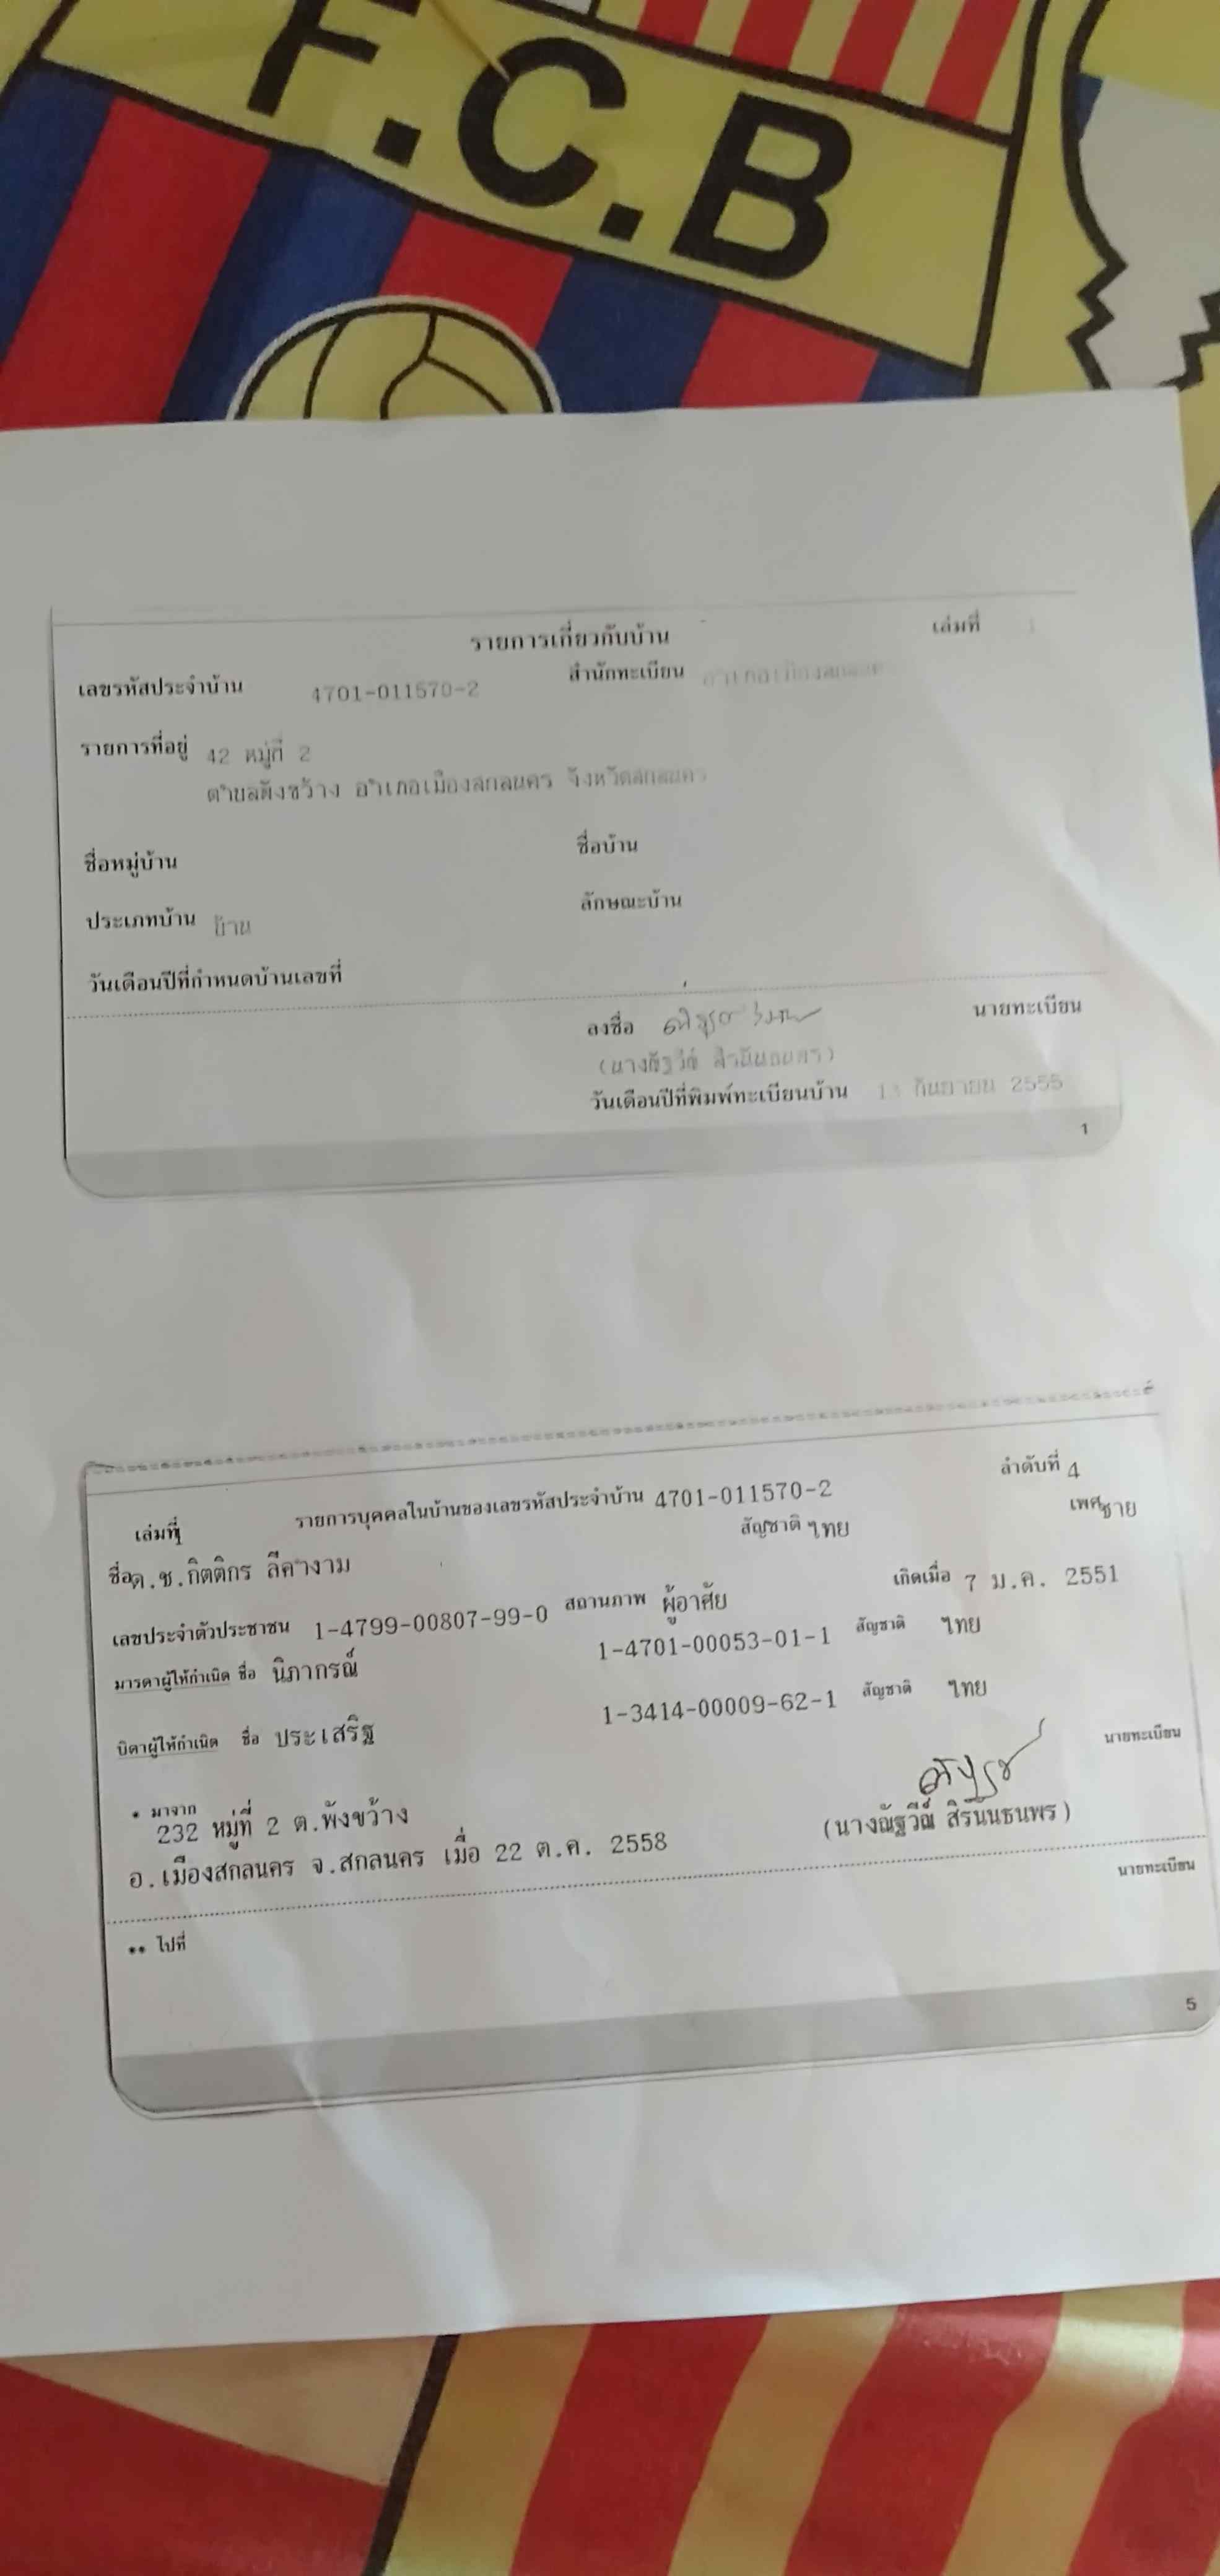 F.C.B
รายการเกี่ยวกับบ้าน เล่มที่
เลขรหัสประจำบ้าน 4701-011570-2 สำนักทะเบียน
รายการที่อยู่ 42 หมู่ที่ 2
ตำบลพังขว้าง อำเภอเมืองสกลนคร จังหวัดสกลนคร
ชื่อหมู่บ้าน ชื่อบ้าน
ประเภทบ้าน บ้าน ลักษณะบ้าน
วันเดือนปีที่กำหนดบ้านเลขที่
ลงชื่อ นายทะเบียน
(นางณัฐวีณ์ สิรนันธนพร)
วันเดือนปีที่พิมพ์ทะเบียนบ้าน กันยายน 2555
1
เล่มที่ 1 รายการบุคคลในบ้านของเลขรหัสประจำบ้าน 4701-011570-2 ลำดับที่ 4
ชื่อ ด.ช.กิตติกร ลีคำงาม สัญชาติ ไทย เพศ ชาย
เลขประจำตัวประชาชน 1-4799-00807-99-0 สถานภาพ ผู้อาศัย เกิดเมื่อ 7 ม.ค. 2551
มารดาผู้ให้กำเนิด ชื่อ นิภากรณ์ 1-4701-00053-01-1 สัญชาติ ไทย
บิดาผู้ให้กำเนิด ชื่อ ประเสริฐ 1-3414-00009-62-1 สัญชาติ ไทย
* มาจาก นายทะเบียน
232 หมู่ที่ 2 ต.พังขว้าง
อ.เมืองสกลนคร จ.สกลนคร เมื่อ 22 ต.ค. 2558 (นางณัฐวีณ์ สิรนันธนพร)
** ไปที่ นายทะเบียน
5